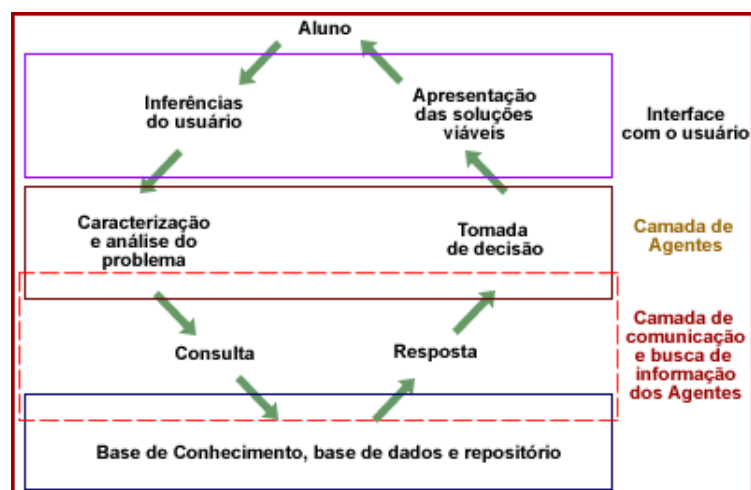 Aluno
Inferências
do usuário
Apresentação
das soluções
viáveis
Interface
com o usuário
Caracterização
e análise do
problema
Tomada
de decisão
Camada de
Agentes
Consulta
Resposta
Camada de
comunicação
e busca de
informação
dos Agentes
Base de Conhecimento, base de dados e repositório